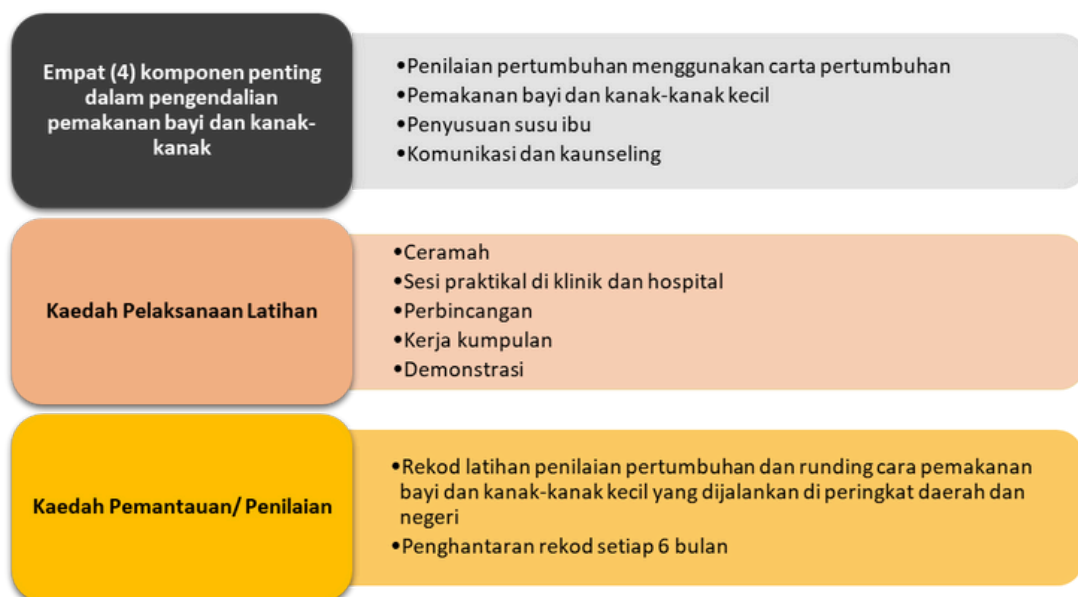 Empat (4) komponen penting
dalam pengendalian
pemakanan bayi dan kanak-
kanak
•Penilaian pertumbuhan menggunakan carta pertumbuhan
•Pemakanan bayi dan kanak-kanak kecil
•Penyusuan susu ibu
•Komunikasi dan kaunseling
Kaedah Pelaksanaan Latihan
•Ceramah
•Sesi praktikal di klinik dan hospital
•Perbincangan
•Kerja kumpulan
•Demonstrasi
Kaedah Pemantauan/ Penilaian
•Rekod latihan penilaian pertumbuhan dan runding cara pemakanan
bayi dan kanak-kanak kecil yang dijalankan di peringkat daerah dan
negeri
•Penghantaran rekod setiap 6 bulan